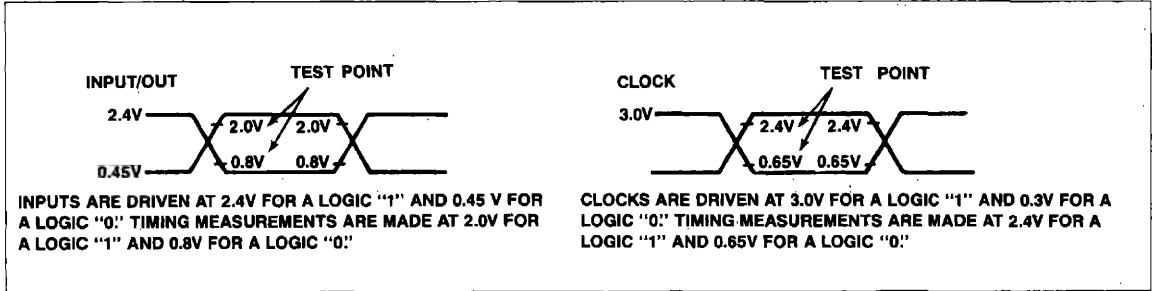 INPUT/OUT
TEST POINT
2.4V
2.0V 2.0V
0.8V 0.8V
0.45V
INPUTS ARE DRIVEN AT 2.4V FOR A LOGIC "1" AND 0.45 V FOR
A LOGIC "0." TIMING MEASUREMENTS ARE MADE AT 2.0V FOR
A LOGIC "1" AND 0.8V FOR A LOGIC "0."
CLOCK
TEST POINT
3.0V
2.4V 2.4V
0.65V 0.65V
CLOCKS ARE DRIVEN AT 3.0V FOR A LOGIC "1" AND 0.3V FOR A
LOGIC "0." TIMING MEASUREMENTS ARE MADE AT 2.4V FOR A
LOGIC "1" AND 0.65V FOR A LOGIC "0."